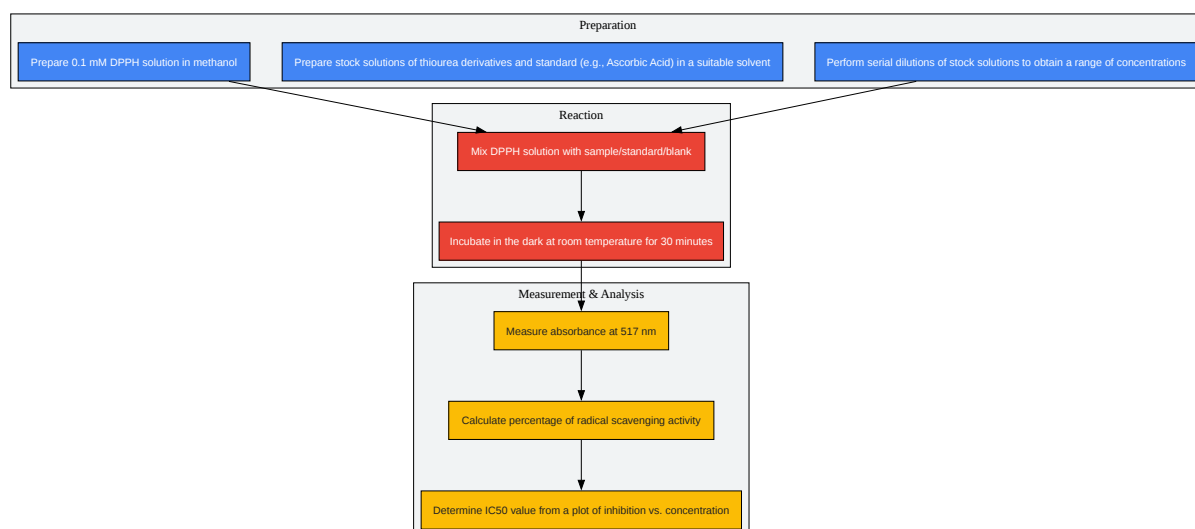 Preparation
Prepare 0.1 mM DPPH solution in methanol
Prepare stock solutions of thiourea derivatives and standard (e.g., Ascorbic Acid) in a suitable solvent
Perform serial dilutions of stock solutions to obtain a range of concentrations
Reaction
Mix DPPH solution with sample/standard/blank
Incubate in the dark at room temperature for 30 minutes
Measurement & Analysis
Measure absorbance at 517 nm
Calculate percentage of radical scavenging activity
Determine IC50 value from a plot of inhibition vs. concentration